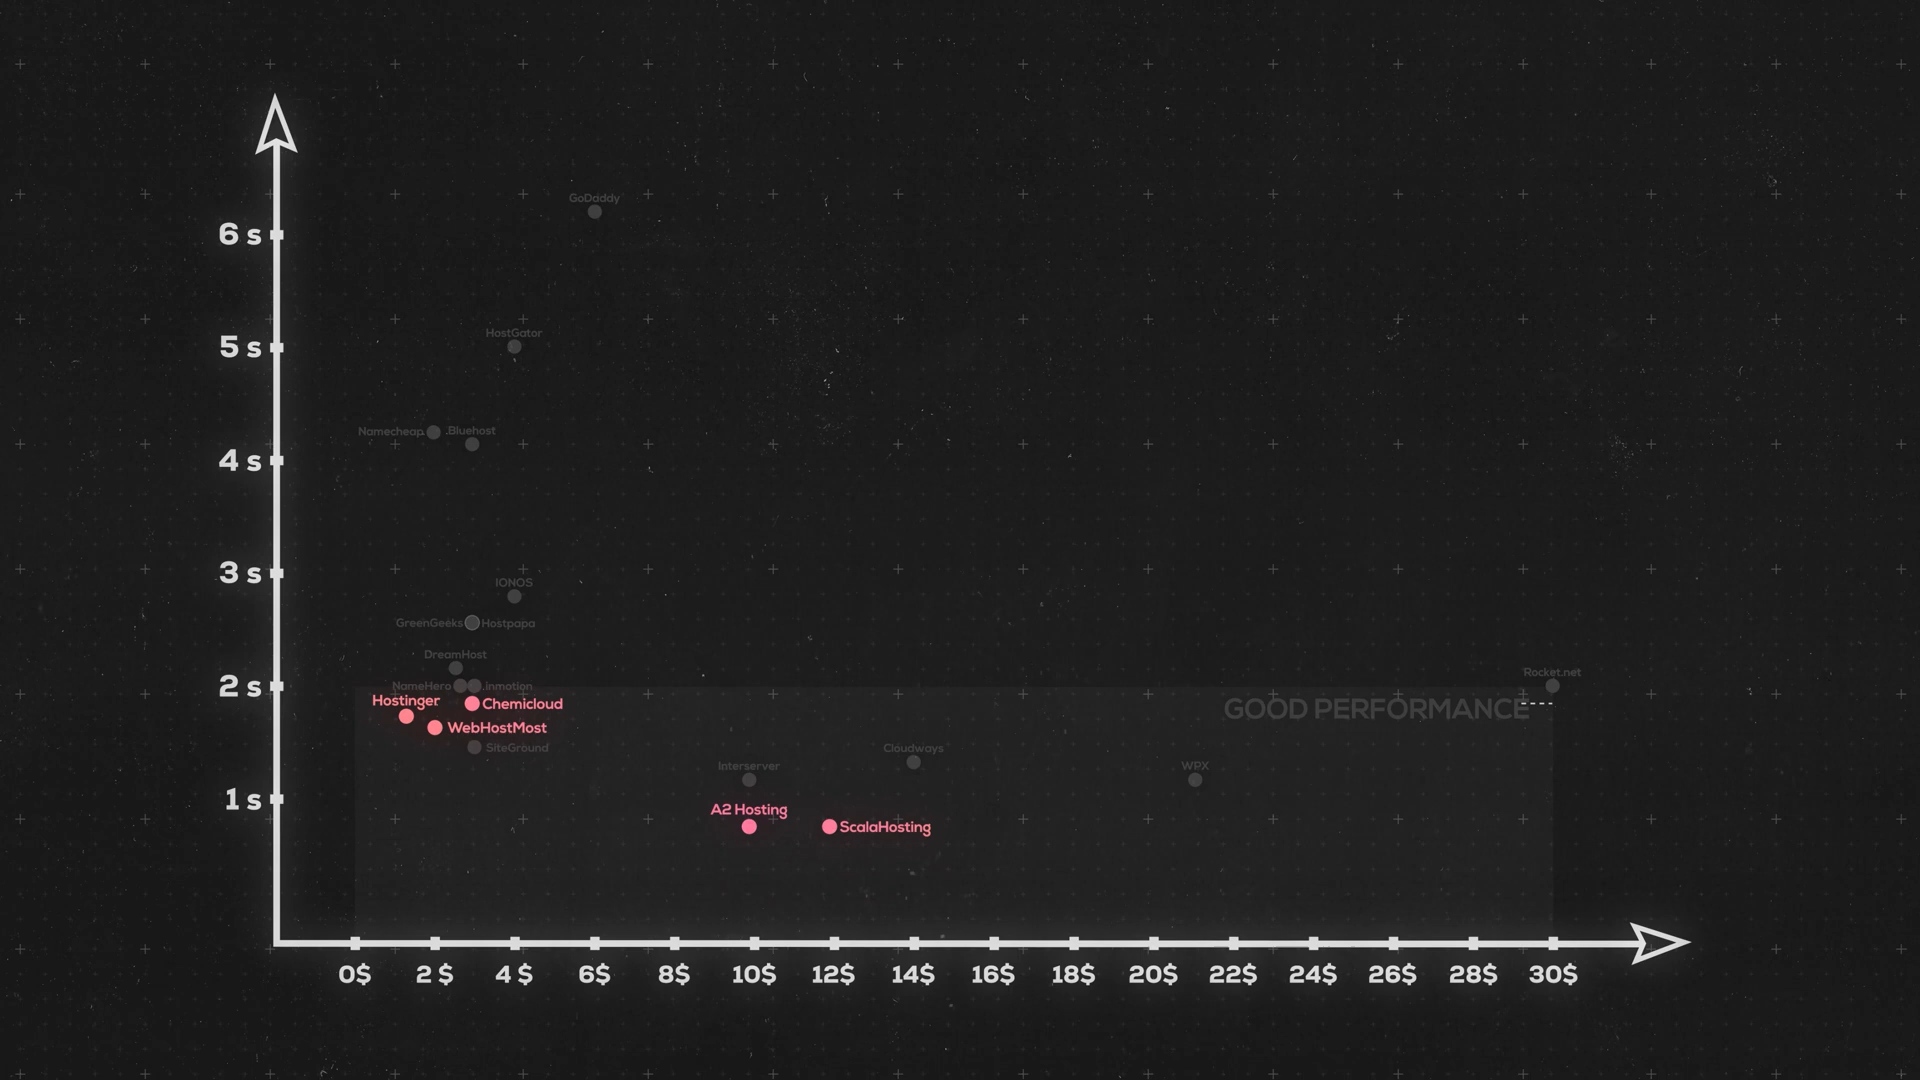 GoDaddy
6 s
HostGator
5 s
Namecheap
Bluehost
4 s
3 s
IONOS
GreenGeeks
Hostpapa
DreamHost
Rocket.net
2 s
NameHero
inmotion
Hostinger
Chemicloud
GOOD PERFORMANCE
WebHostMost
SiteGround
Cloudways
Interserver
WPX
1 s
A2 Hosting
ScalaHosting
0$ 2 $ 4 $ 6$ 8$ 10$ 12$ 14$ 16$ 18$ 20$ 22$ 24$ 26$ 28$ 30$